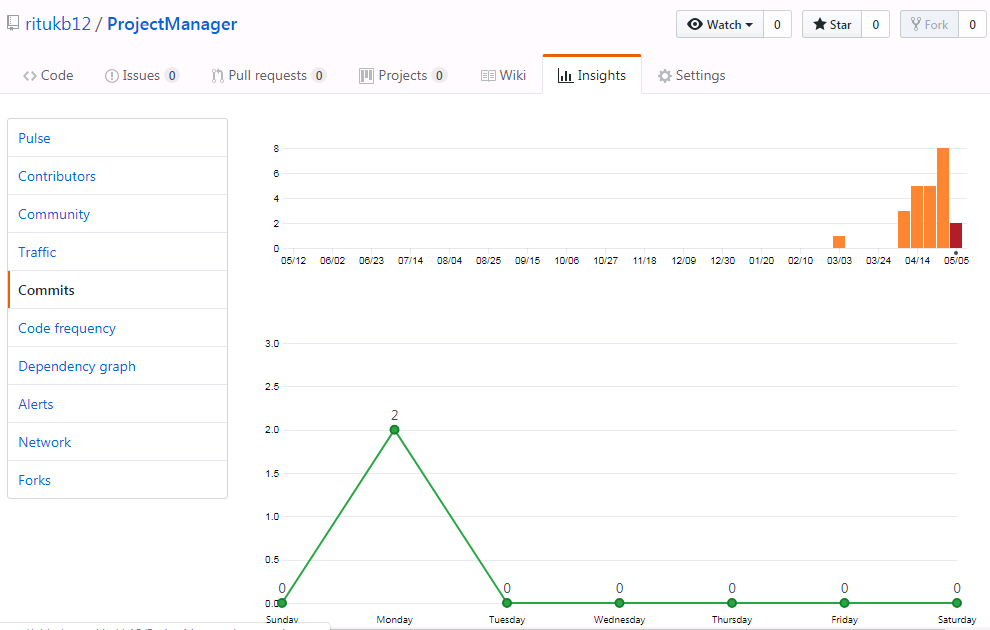 ritukb12 / ProjectManager
Watch 0 Star 0 Fork 0
Code Issues 0 Pull requests 0 Projects 0 Wiki Insights Settings
Pulse
Contributors
Community
Traffic
Commits
Code frequency
Dependency graph
Alerts
Network
Forks
8
6
4
2
0
05/12 06/02 06/23 07/14 08/04 08/25 09/15 10/06 10/27 11/18 12/09 12/30 01/20 02/10 03/03 03/24 04/14 05/05
3.0
2.5
2
2.0
1.5
1.0
0.5
0 0 0 0 0 0
0.0
Sunday Monday Tuesday Wednesday Thursday Friday Saturday